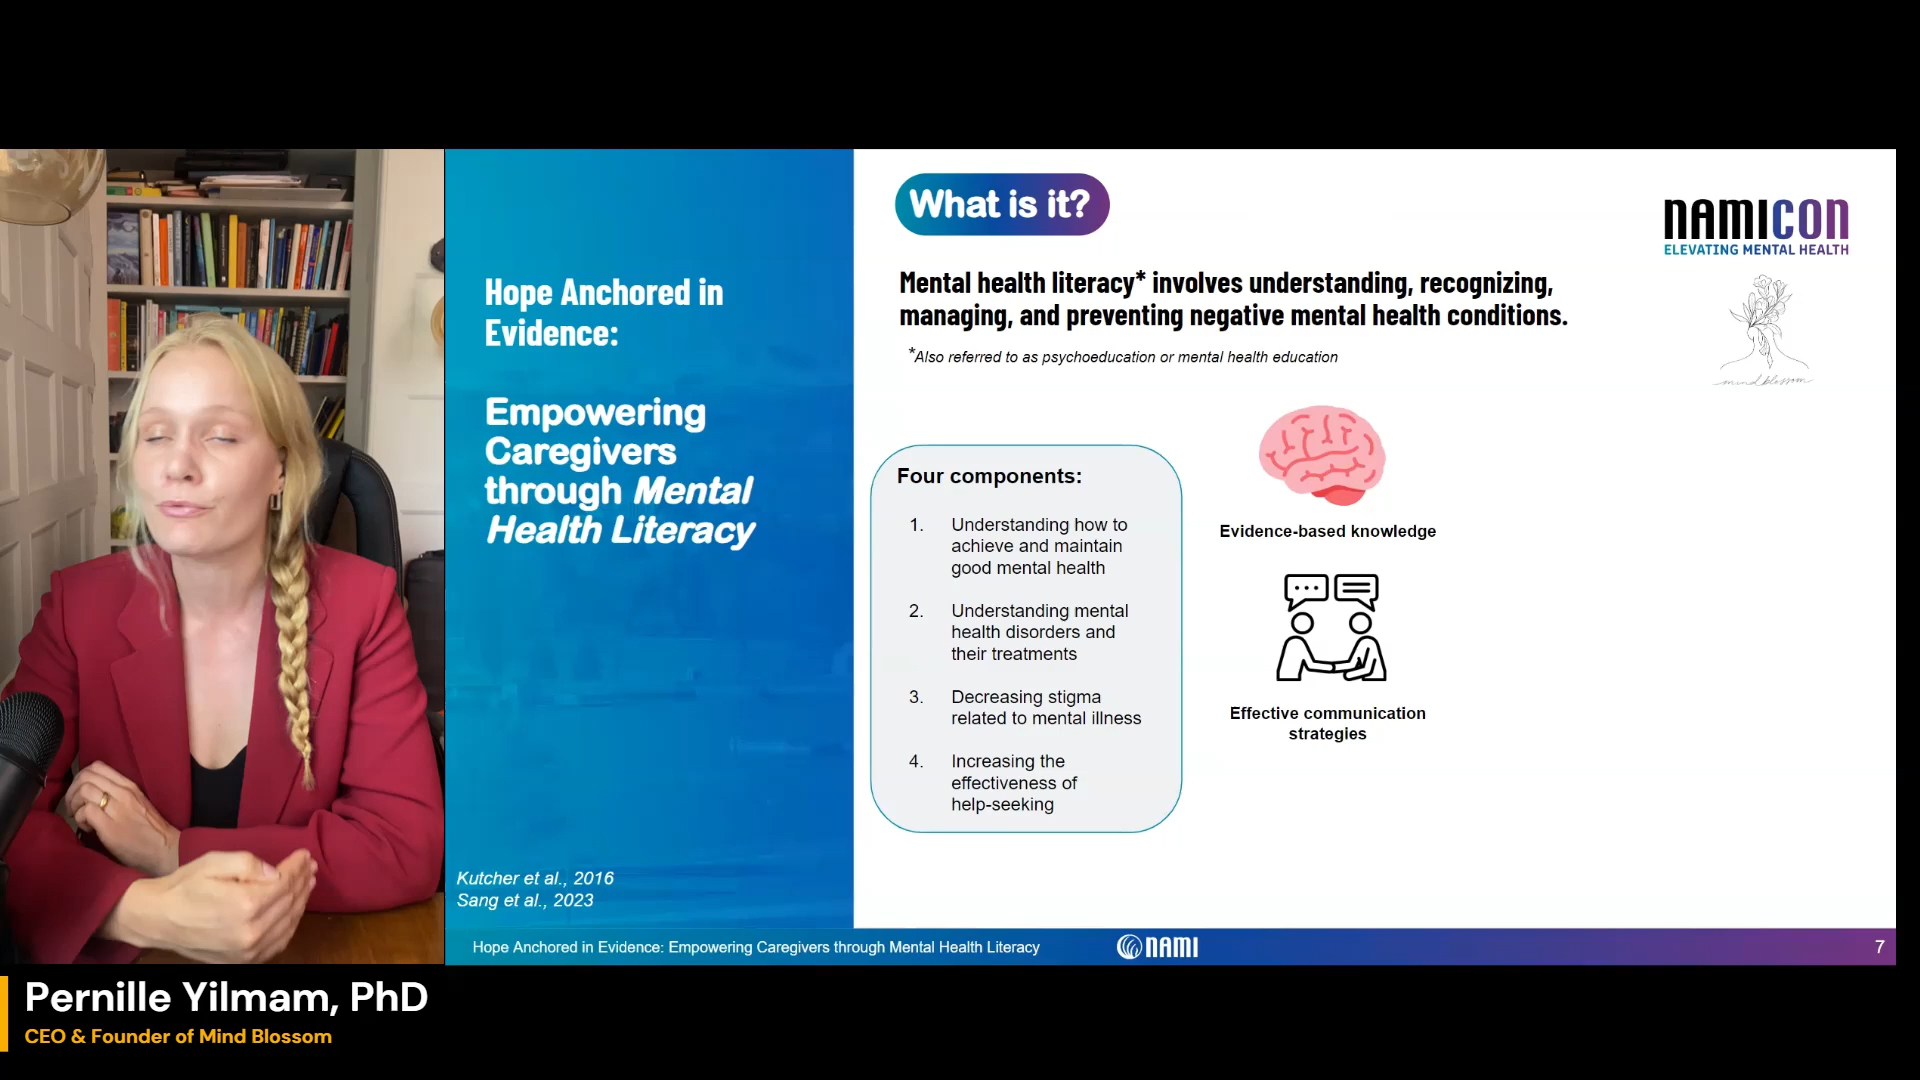 Hope Anchored in
Evidence:
Empowering
Caregivers
through Mental
Health Literacy
Kutcher et al., 2016
Sang et al., 2023
What is it?
NAMICON
ELEVATING MENTAL HEALTH
Mental health literacy* involves understanding, recognizing,
managing, and preventing negative mental health conditions.
*Also referred to as psychoeducation or mental health education
mind blossom
Four components:
1. Understanding how to
achieve and maintain
good mental health
2. Understanding mental
health disorders and
their treatments
3. Decreasing stigma
related to mental illness
4. Increasing the
effectiveness of
help-seeking
Evidence-based knowledge
Effective communication
strategies
Hope Anchored in Evidence: Empowering Caregivers through Mental Health Literacy
NAMI
7
Pernille Yilmam, PhD
CEO & Founder of Mind Blossom